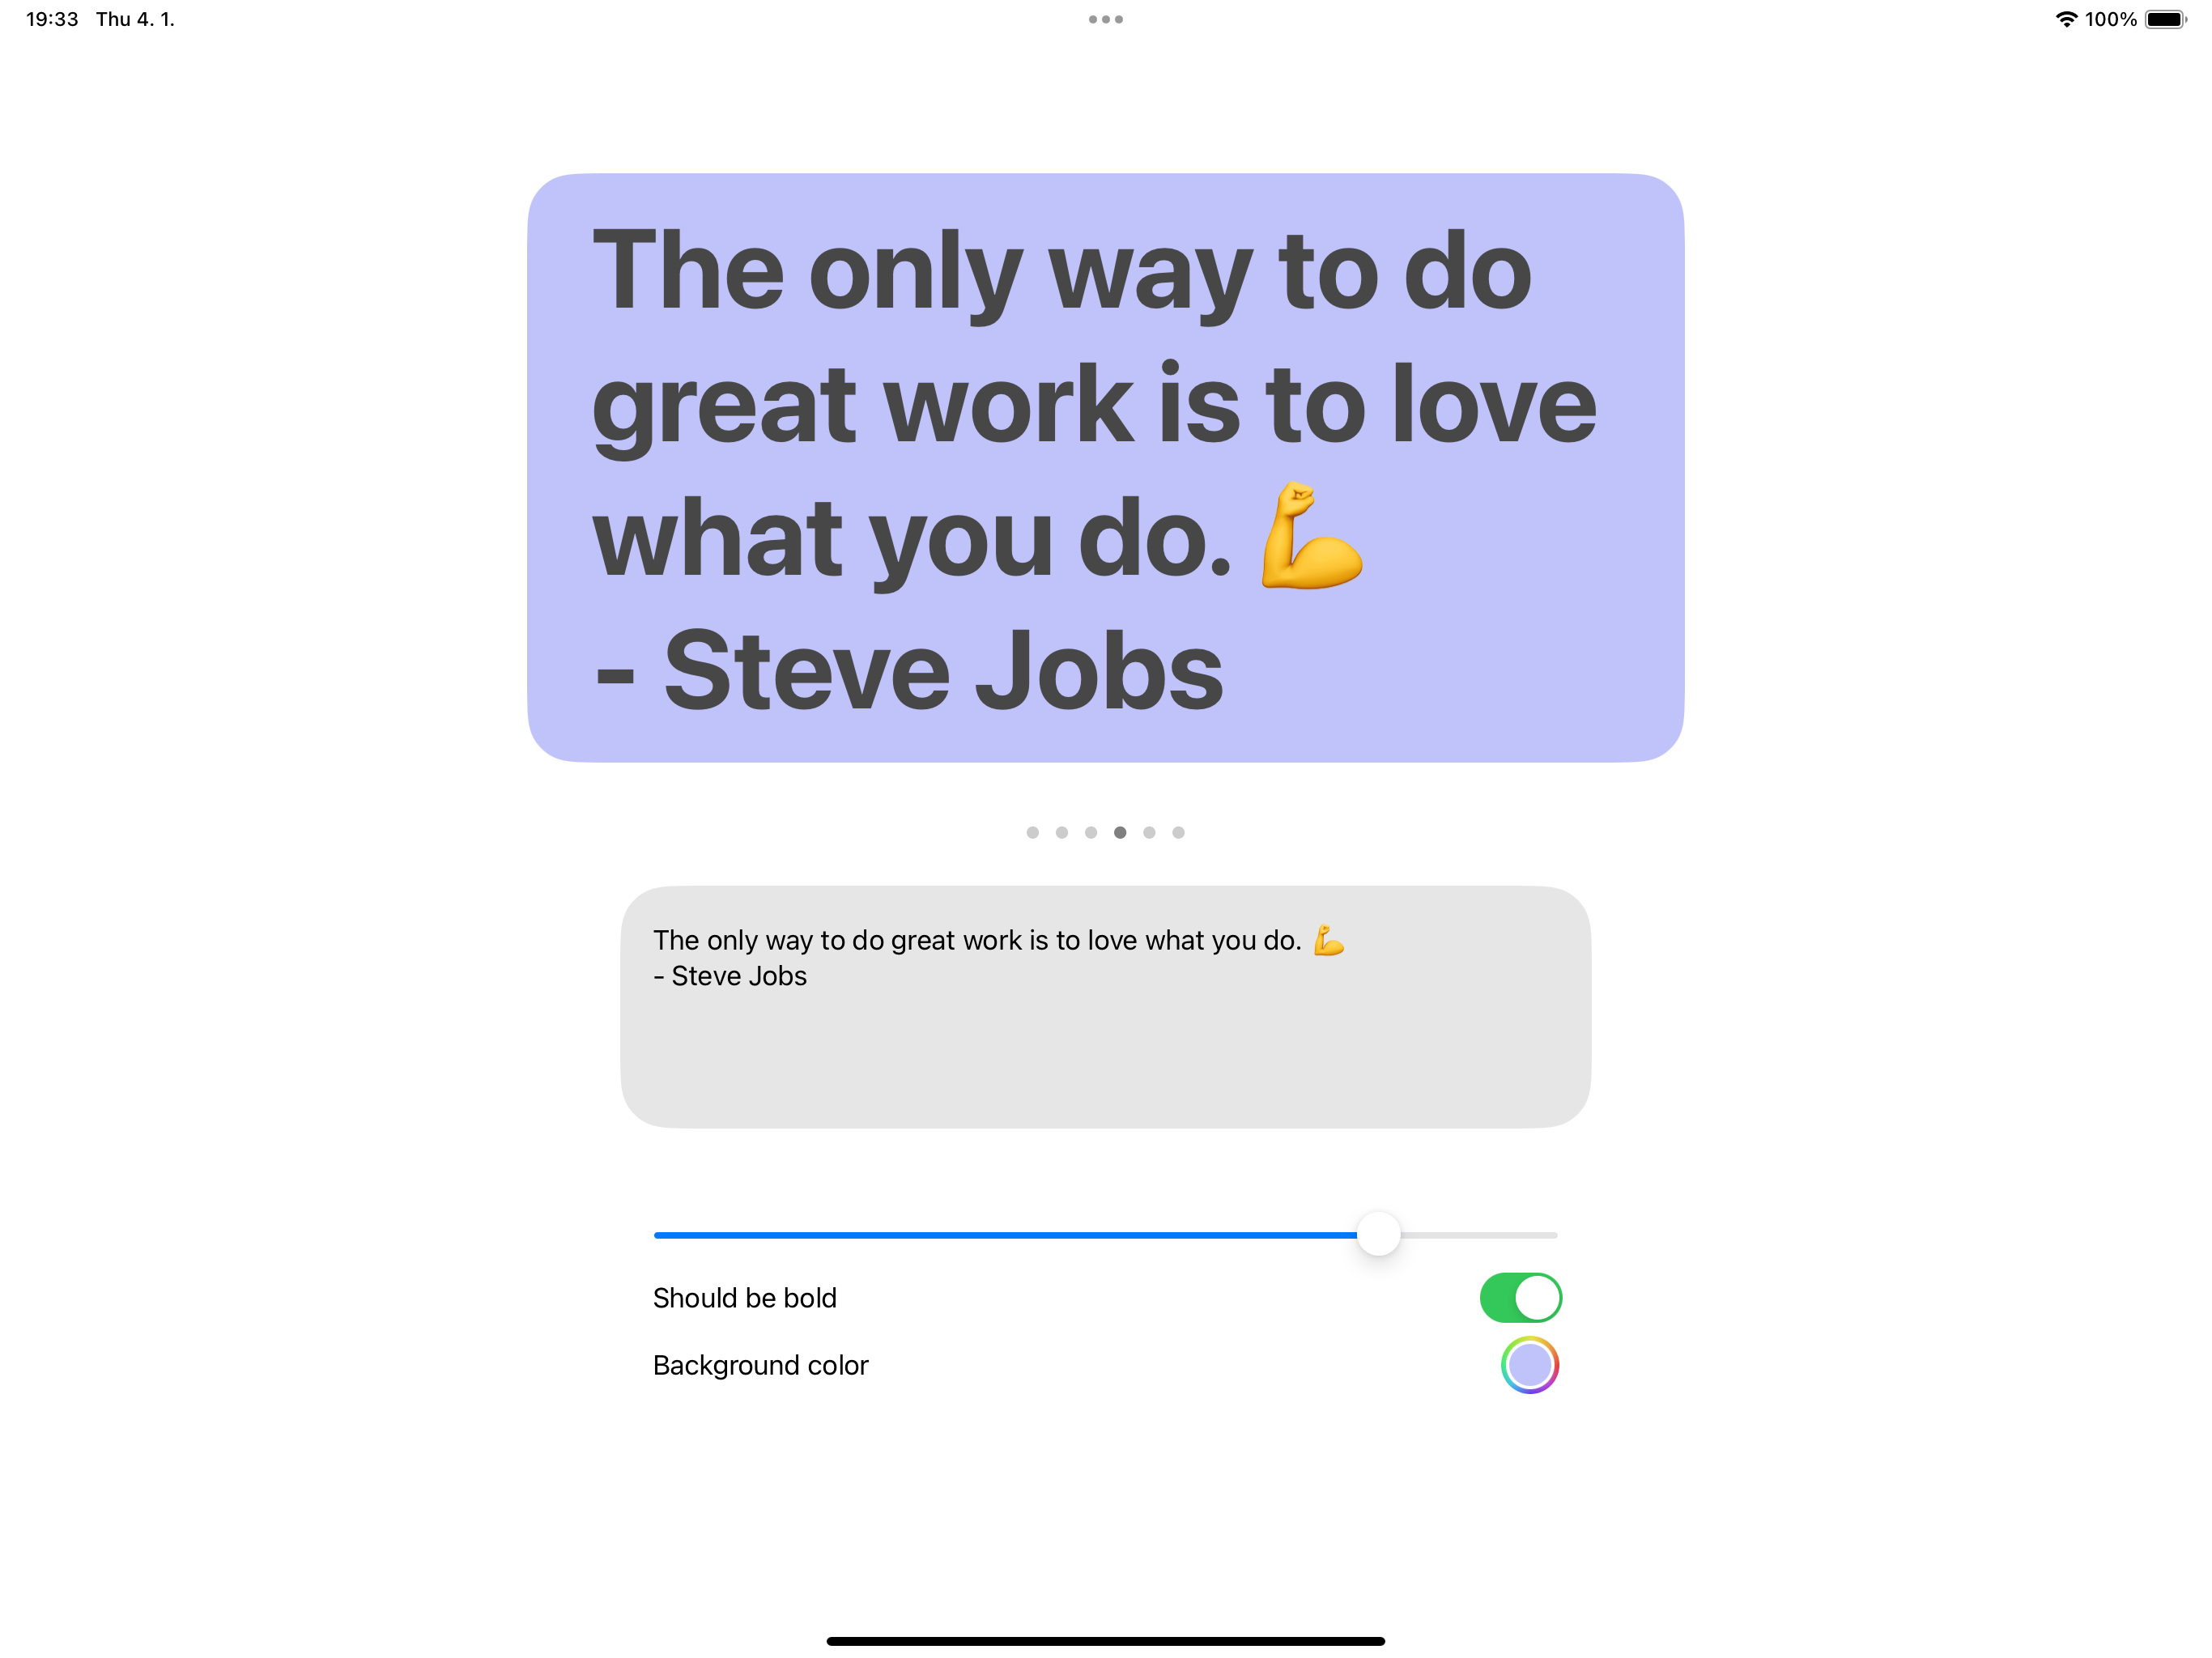 19:33 Thu 4. 1.
100%
The only way to do
great work is to love
what you do. 💪
- Steve Jobs
The only way to do great work is to love what you do. 💪
- Steve Jobs
Should be bold
Background color